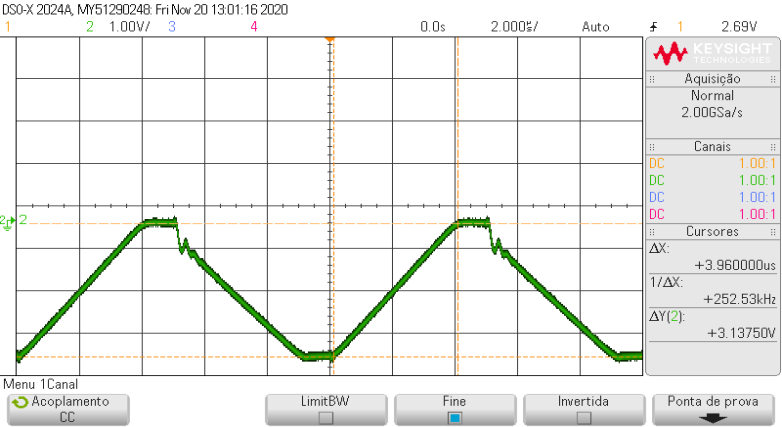 DSO-X 2024A, MY51290248: Fri Nov 20 13:01:16 2020
1 2 1.00V/ 3 4 0.0s 2.000µs/ Auto 1 2.69V
KEYSIGHT
TECHNOLOGIES
Aquisição
Normal
2.00GSa/s
Canais
DC 1.00:1
DC 1.00:1
DC 1.00:1
DC 1.00:1
Cursores
ΔX:
+3.960000us
1/ΔX:
+252.53kHz
ΔY(2):
+3.13750V
2 2
Menu 1Canal
Acoplamento
CC
LimitBW
Fine
Invertida
Ponta de prova